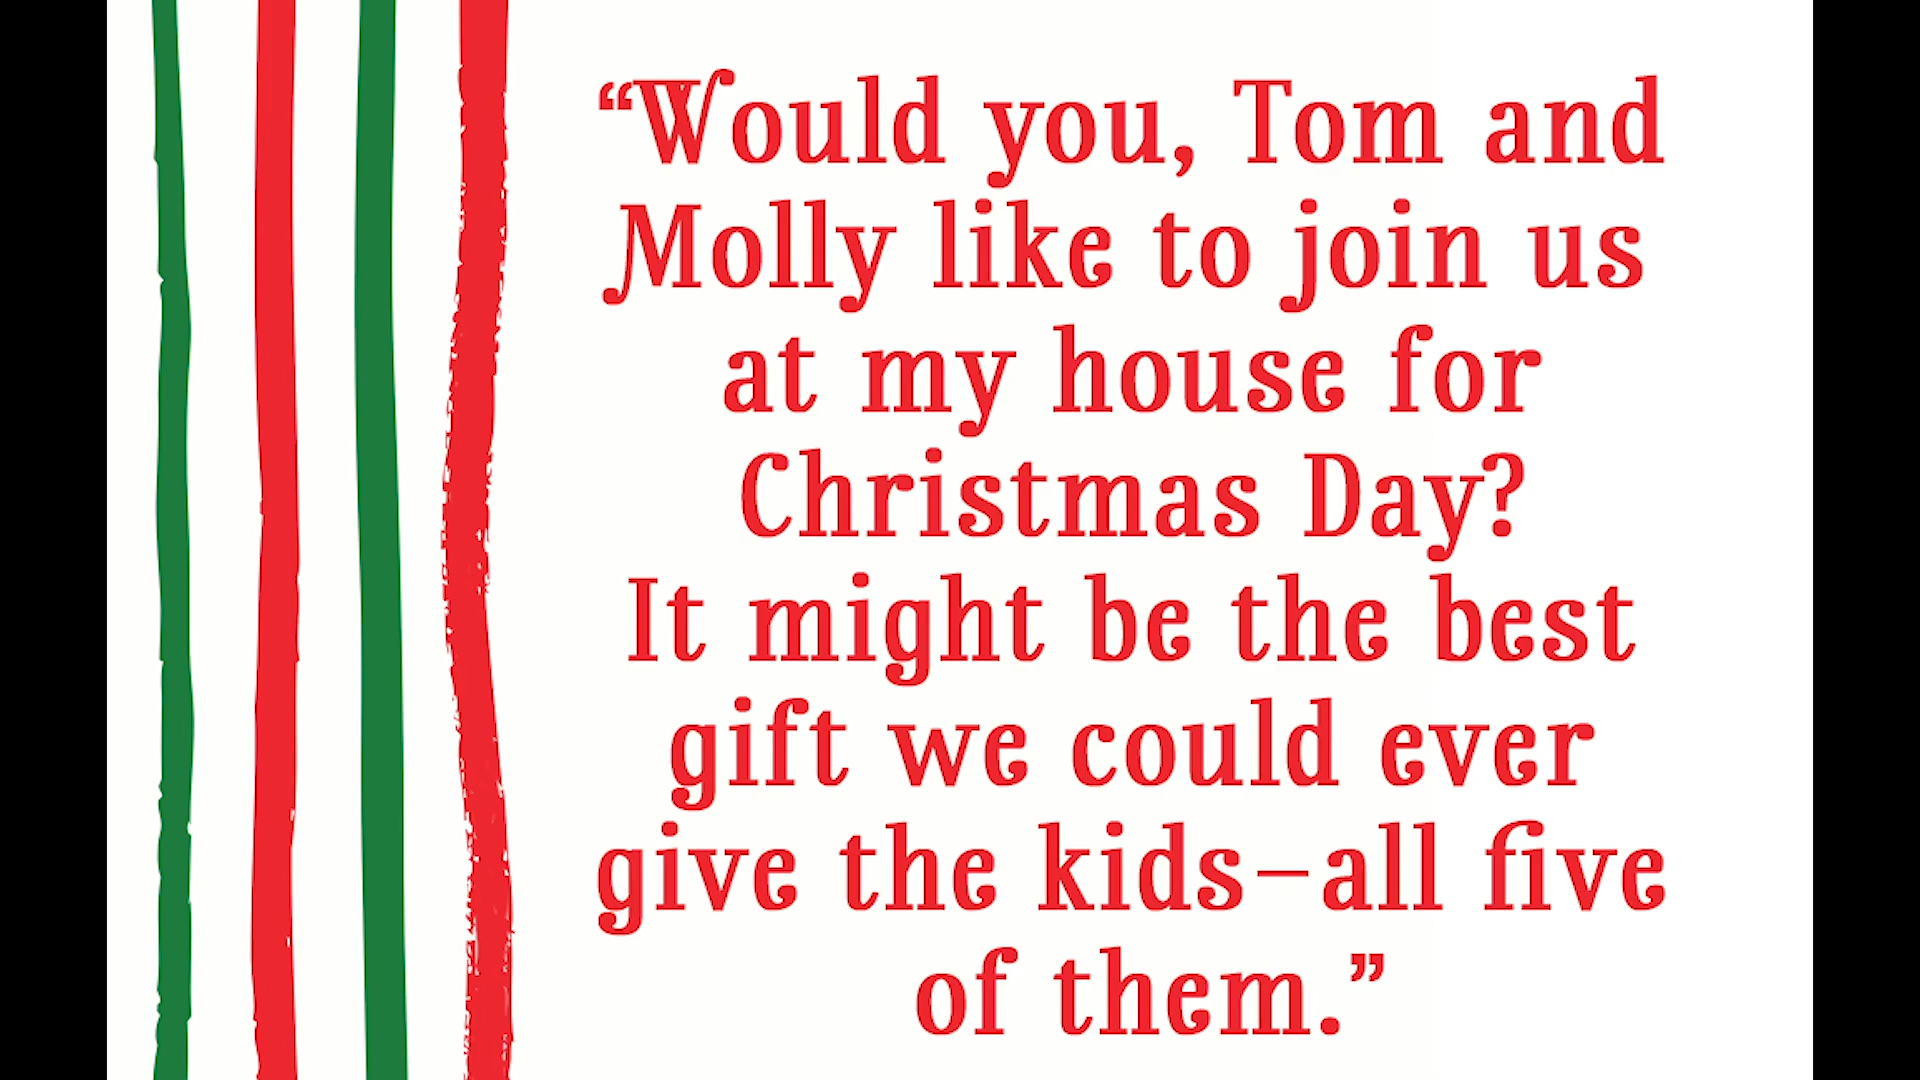 “Would you, Tom and
Molly like to join us
at my house for
Christmas Day?
It might be the best
gift we could ever
give the kids–all five
of them.”